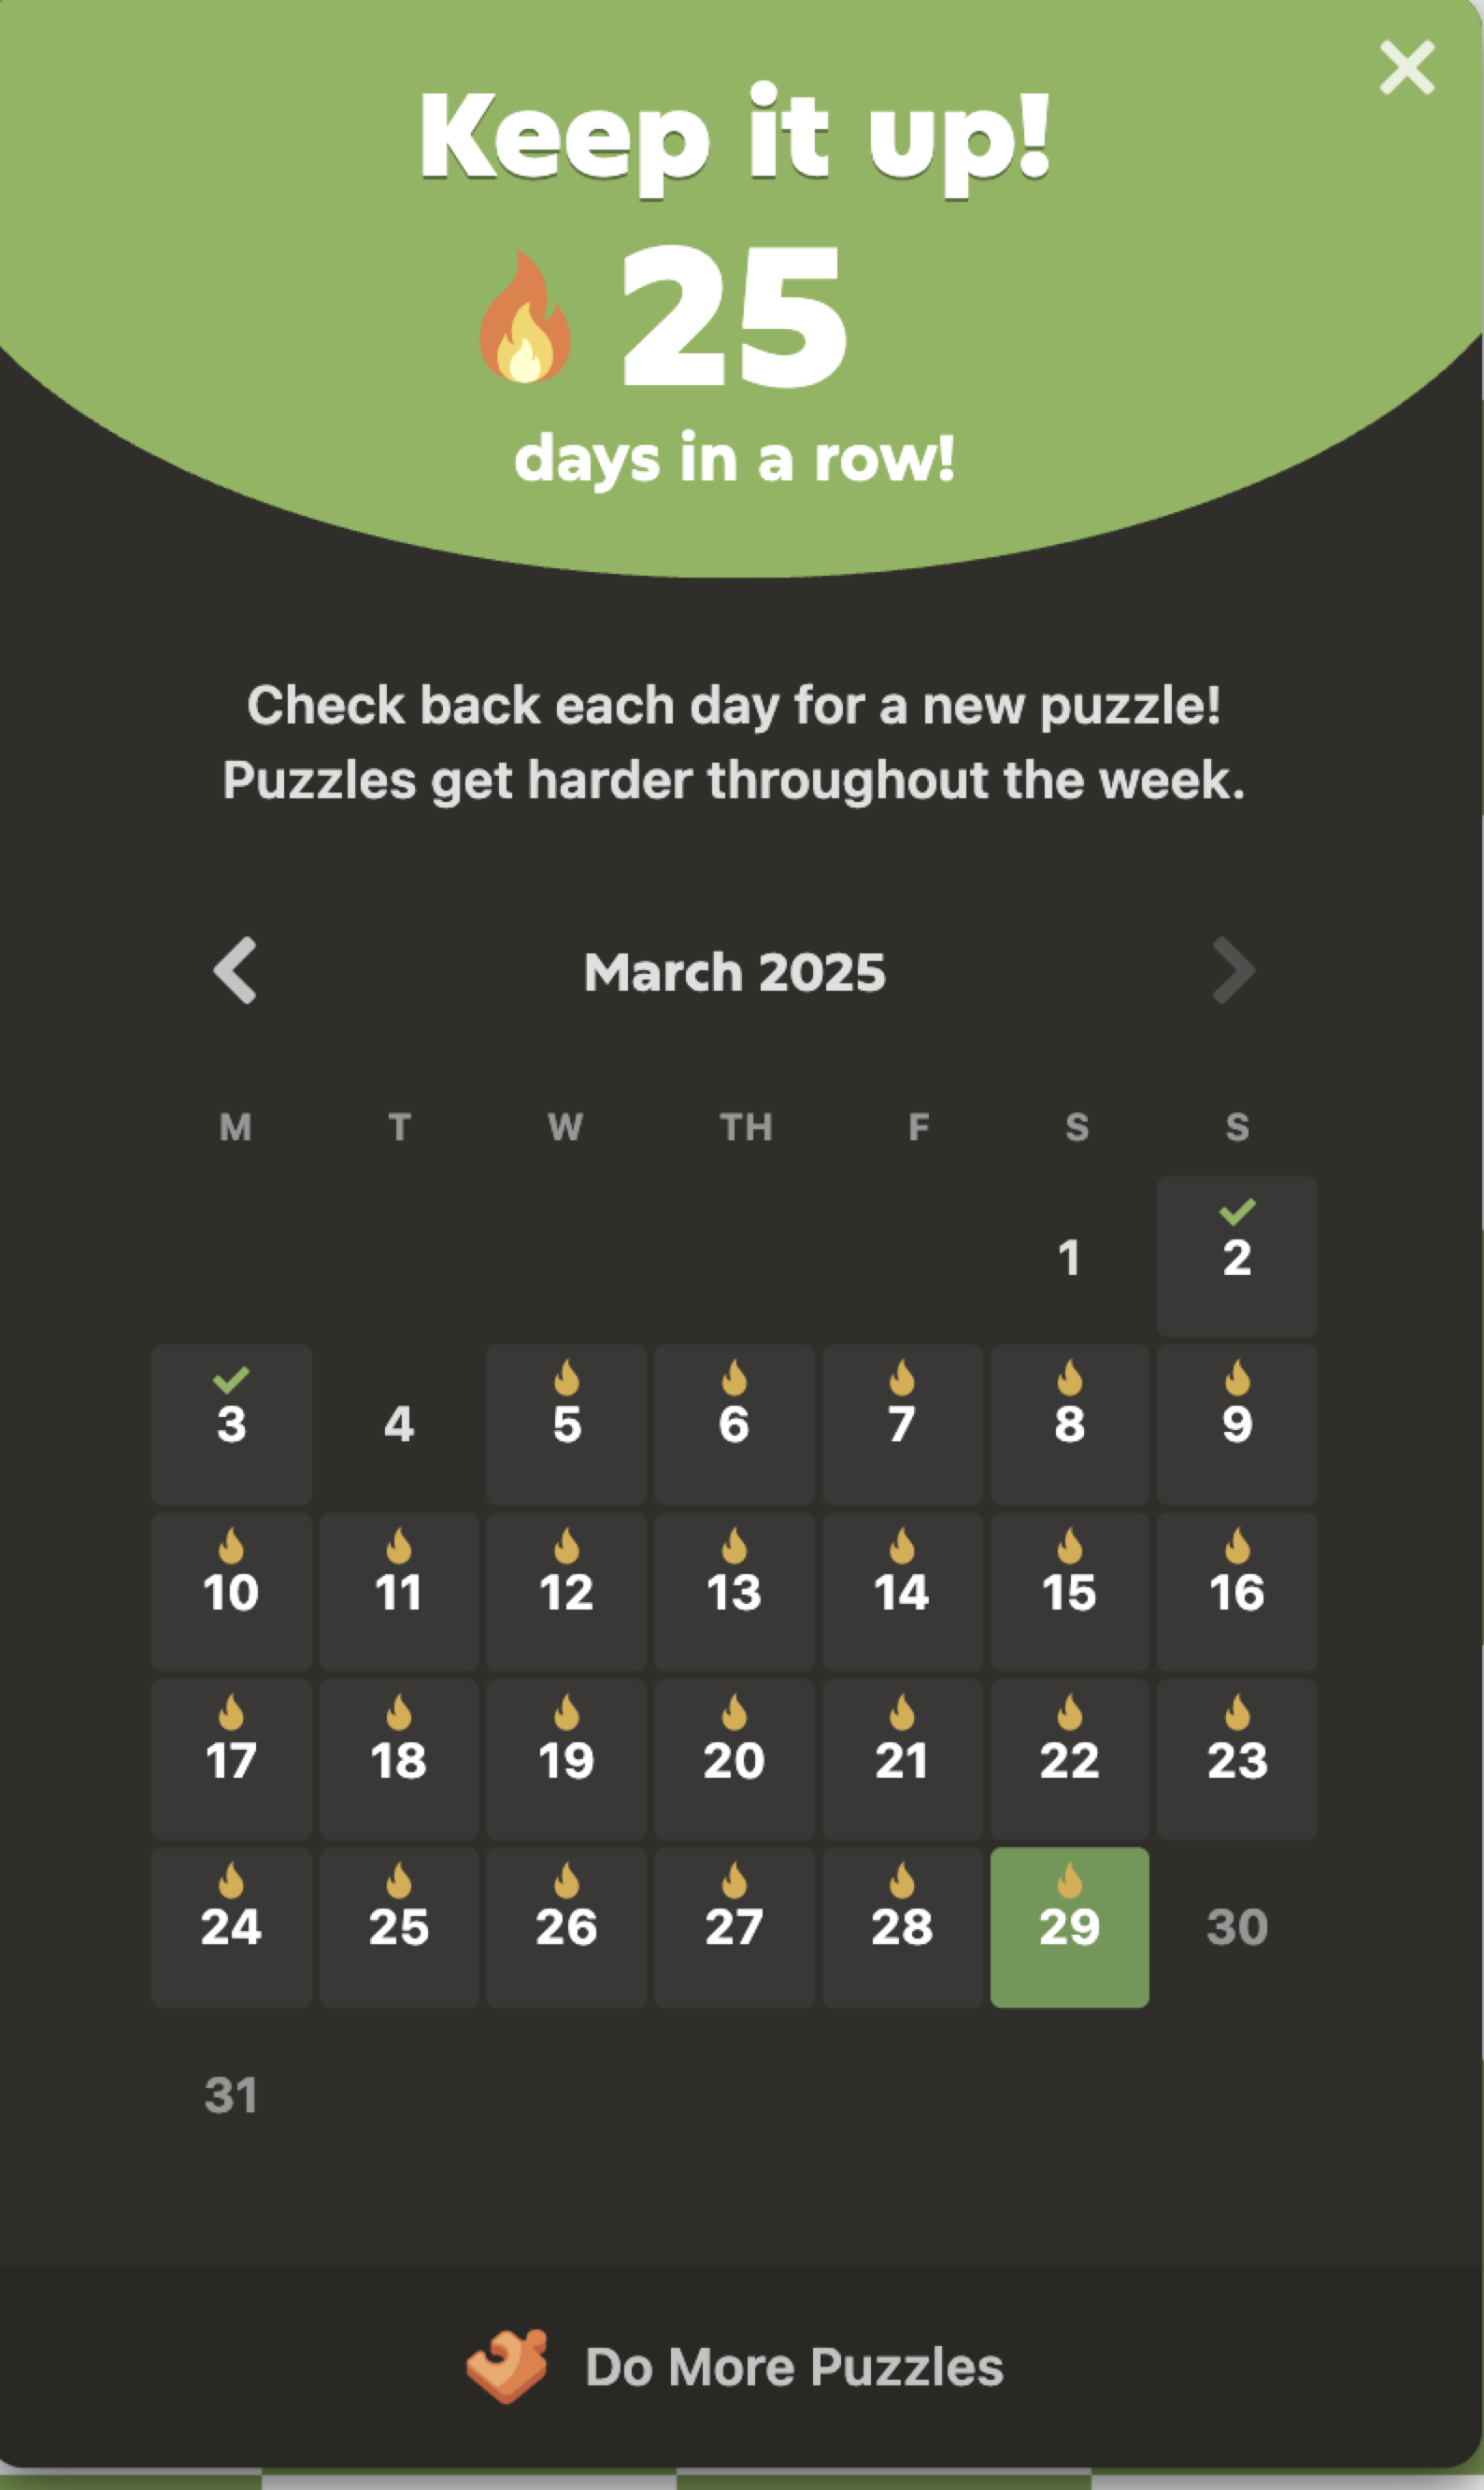 Keep it up!
25
days in a row!
Check back each day for a new puzzle!
Puzzles get harder throughout the week.
March 2025
M T W TH F S S
1 2
3 4 5 6 7 8 9
10 11 12 13 14 15 16
17 18 19 20 21 22 23
24 25 26 27 28 29 30
31
Do More Puzzles